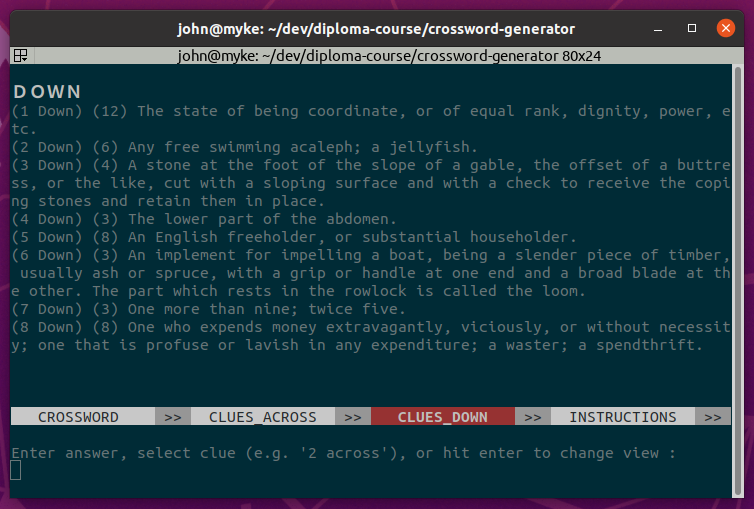 john@myke: ~/dev/diploma-course/crossword-generator
john@myke: ~/dev/diploma-course/crossword-generator 80x24
DOWN
(1 Down) (12) The state of being coordinate, or of equal rank, dignity, power, e
tc.
(2 Down) (6) Any free swimming acaleph; a jellyfish.
(3 Down) (4) A stone at the foot of the slope of a gable, the offset of a buttre
ss, or the like, cut with a sloping surface and with a check to receive the copi
ng stones and retain them in place.
(4 Down) (3) The lower part of the abdomen.
(5 Down) (8) An English freeholder, or substantial householder.
(6 Down) (3) An implement for impelling a boat, being a slender piece of timber,
 usually ash or spruce, with a grip or handle at one end and a broad blade at th
e other. The part which rests in the rowlock is called the loom.
(7 Down) (3) One more than nine; twice five.
(8 Down) (8) One who expends money extravagantly, viciously, or without necessit
y; one that is profuse or lavish in any expenditure; a waster; a spendthrift.
CROSSWORD >> CLUES_ACROSS >> CLUES_DOWN >> INSTRUCTIONS >>
Enter answer, select clue (e.g. '2 across'), or hit enter to change view :